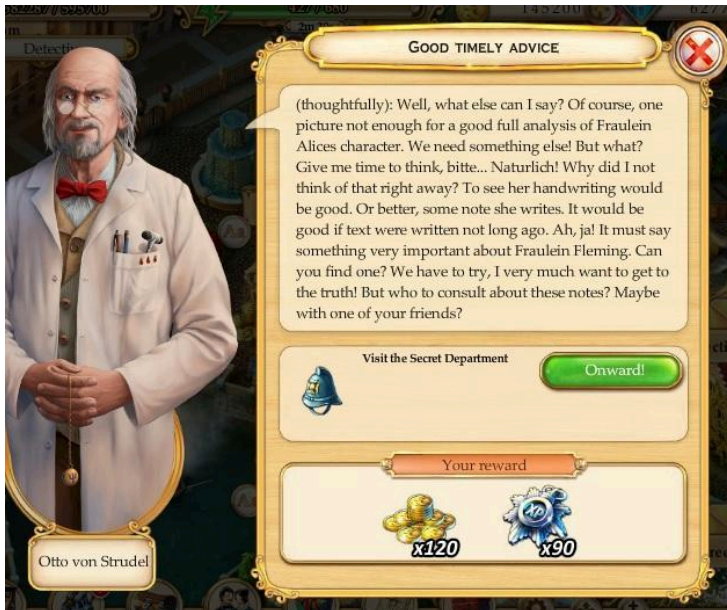 2m 20s
145200
Detectiv
GOOD TIMELY ADVICE
(thoughtfully): Well, what else can I say? Of course, one
picture not enough for a good full analysis of Fraulein
Alices character. We need something else! But what?
Give me time to think, bitte... Naturlich! Why did I not
think of that right away? To see her handwriting would
be good. Or better, some note she writes. It would be
good if text were written not long ago. Ah, ja! It must say
something very important about Fraulein Fleming. Can
you find one? We have to try, I very much want to get to
the truth! But who to consult about these notes? Maybe
with one of your friends?
Visit the Secret Department
Onward!
Your reward
x120
XP
x90
Otto von Strudel